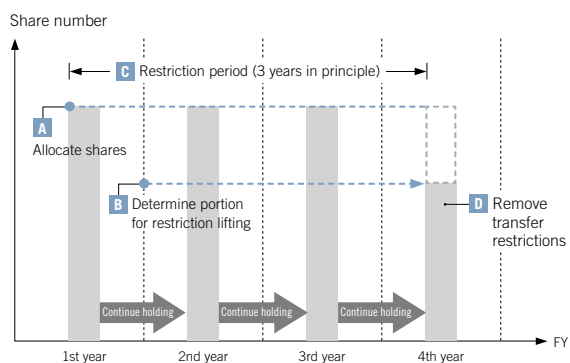 Share number
C Restriction period (3 years in principle)
A
Allocate shares
B Determine portion
for restriction lifting
D Remove
transfer
restrictions
Continue holding
Continue holding
Continue holding
FY
1st year
2nd year
3rd year
4th year